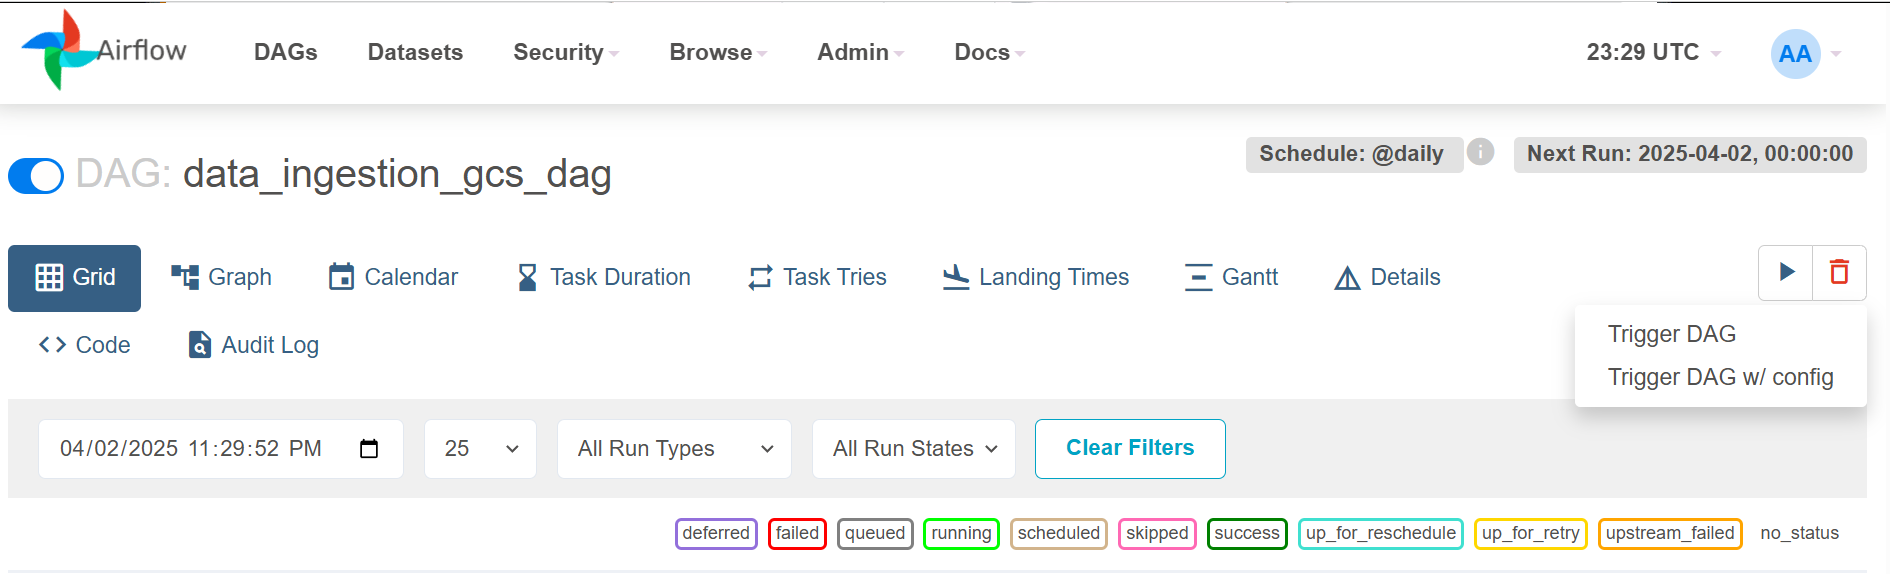 Airflow DAGs Datasets Security Browse Admin Docs 23:29 UTC AA
DAG: data_ingestion_gcs_dag
Schedule: @daily i Next Run: 2025-04-02, 00:00:00
Grid Graph Calendar Task Duration Task Tries Landing Times Gantt Details
Code Audit Log
Trigger DAG
Trigger DAG w/ config
04/02/2025 11:29:52 PM 25 All Run Types All Run States Clear Filters
deferred failed queued running scheduled skipped success up_for_reschedule up_for_retry upstream_failed no_status